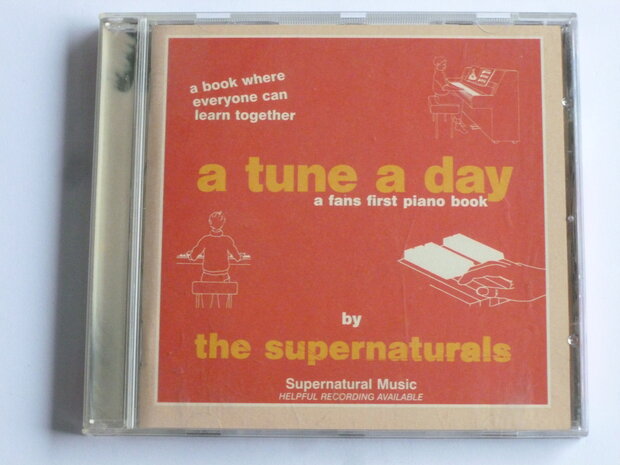 a book where
everyone can
learn together
a tune a day
a fans first piano book
by
the supernaturals
Supernatural Music
HELPFUL RECORDING AVAILABLE